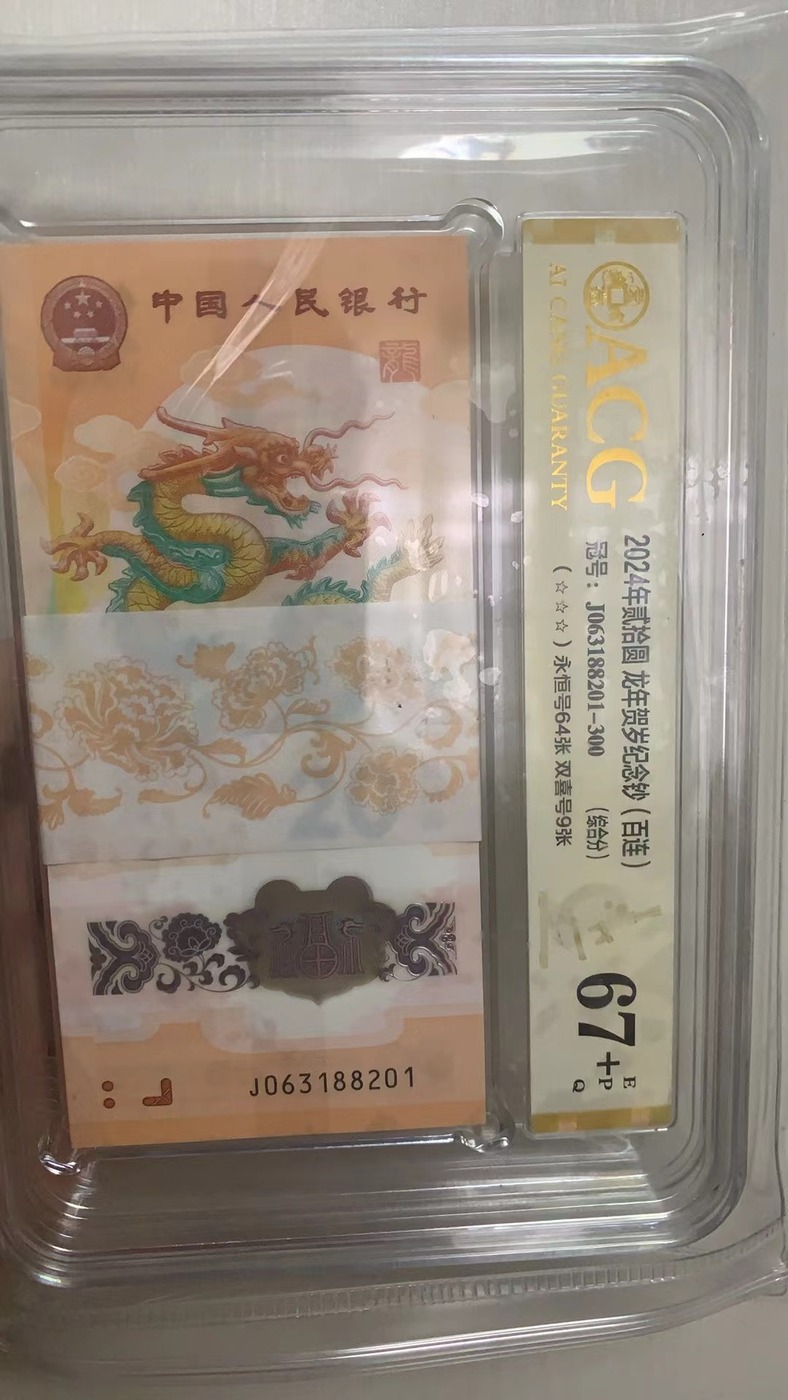 中国人民银行
龍
J063188201
ACG
AI CANG GUARANTY
2024年贰拾圆 龙年贺岁纪念钞（百连）
冠号：J063188201-300 （综合分）
（☆☆☆）永恒号64张 双喜号9张
67+
E
P
Q